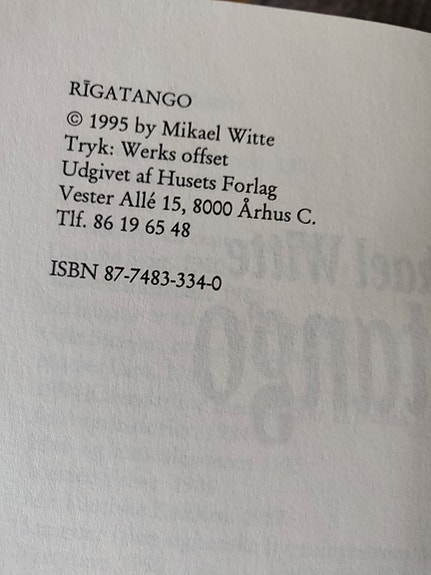 RĪGATANGO
© 1995 by Mikael Witte
Tryk: Werks offset
Udgivet af Husets Forlag
Vester Allé 15, 8000 Århus C.
Tlf. 86 19 65 48
ISBN 87-7483-334-0